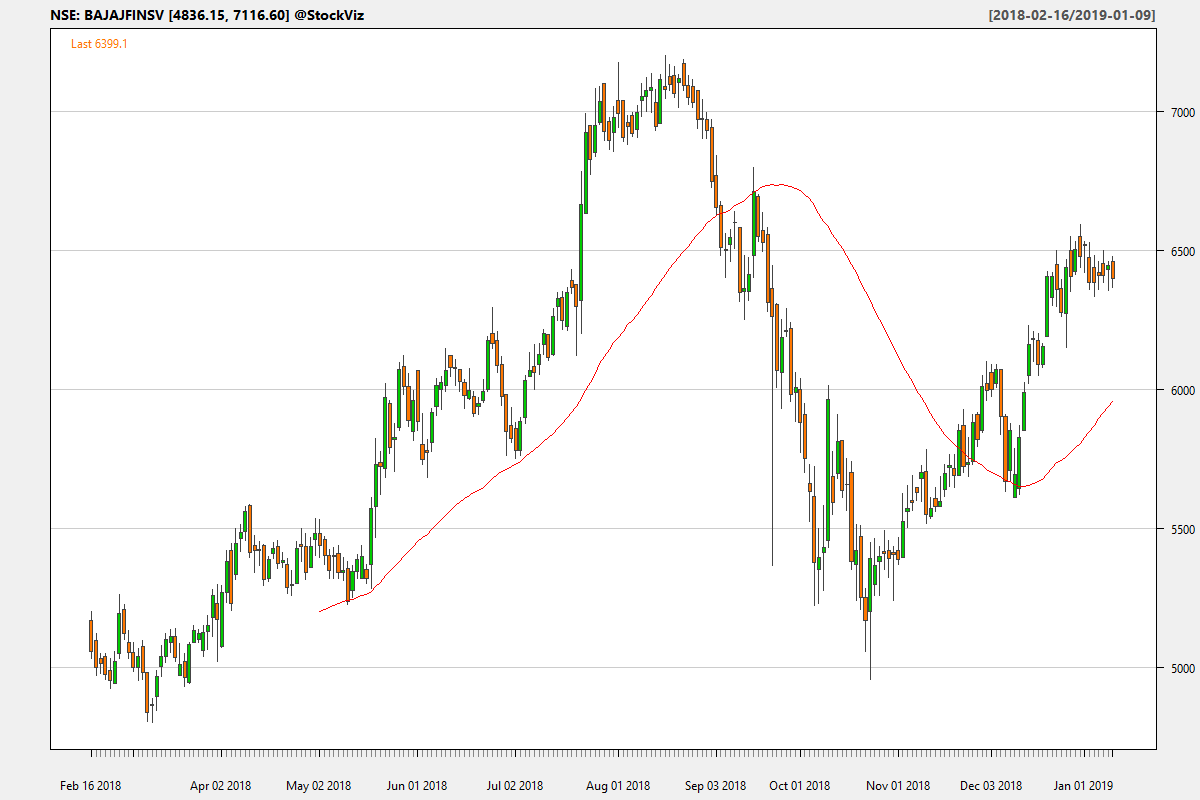 NSE: BAJAJFINSV [4836.15, 7116.60] @StockViz
[2018-02-16/2019-01-09]
Last 6399.1
7000
6500
6000
5500
5000
Feb 16 2018
Apr 02 2018
May 02 2018
Jun 01 2018
Jul 02 2018
Aug 01 2018
Sep 03 2018
Oct 01 2018
Nov 01 2018
Dec 03 2018
Jan 01 2019